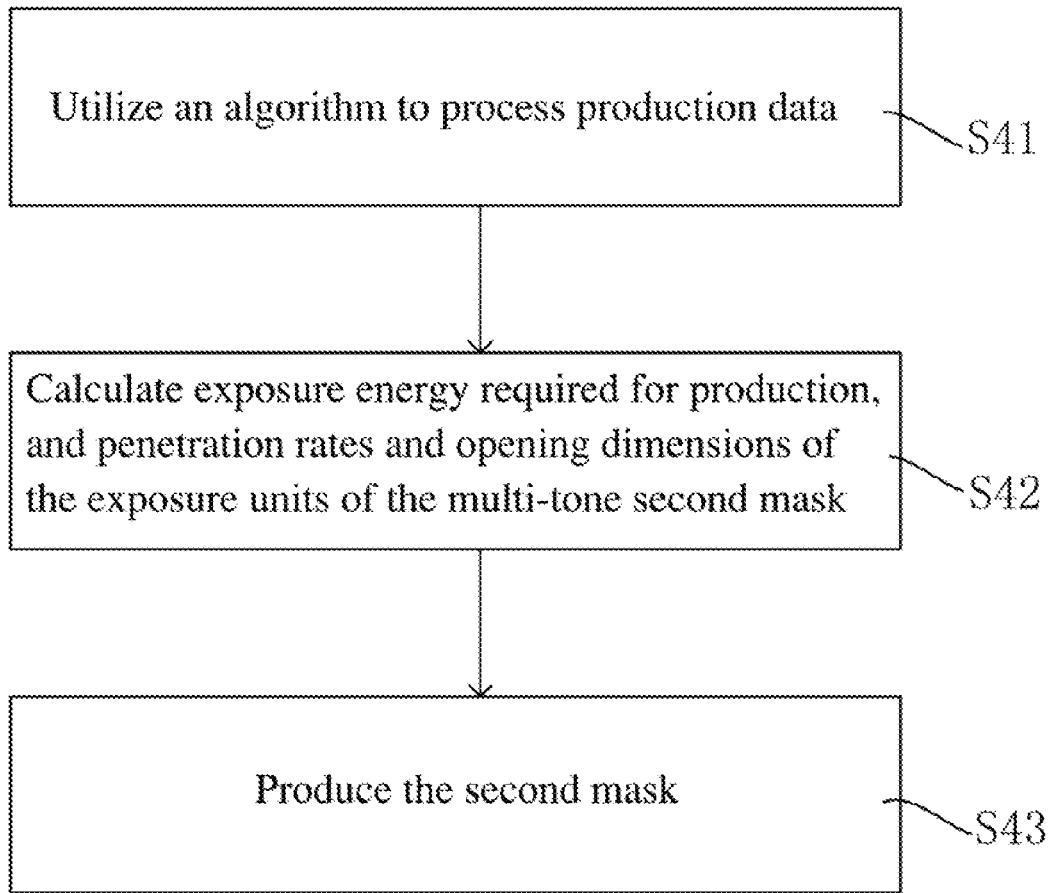 Utilize an algorithm to process production data
S41
Calculate exposure energy required for production,
and penetration rates and opening dimensions of
the exposure units of the multi-tone second mask
S42
Produce the second mask
S43